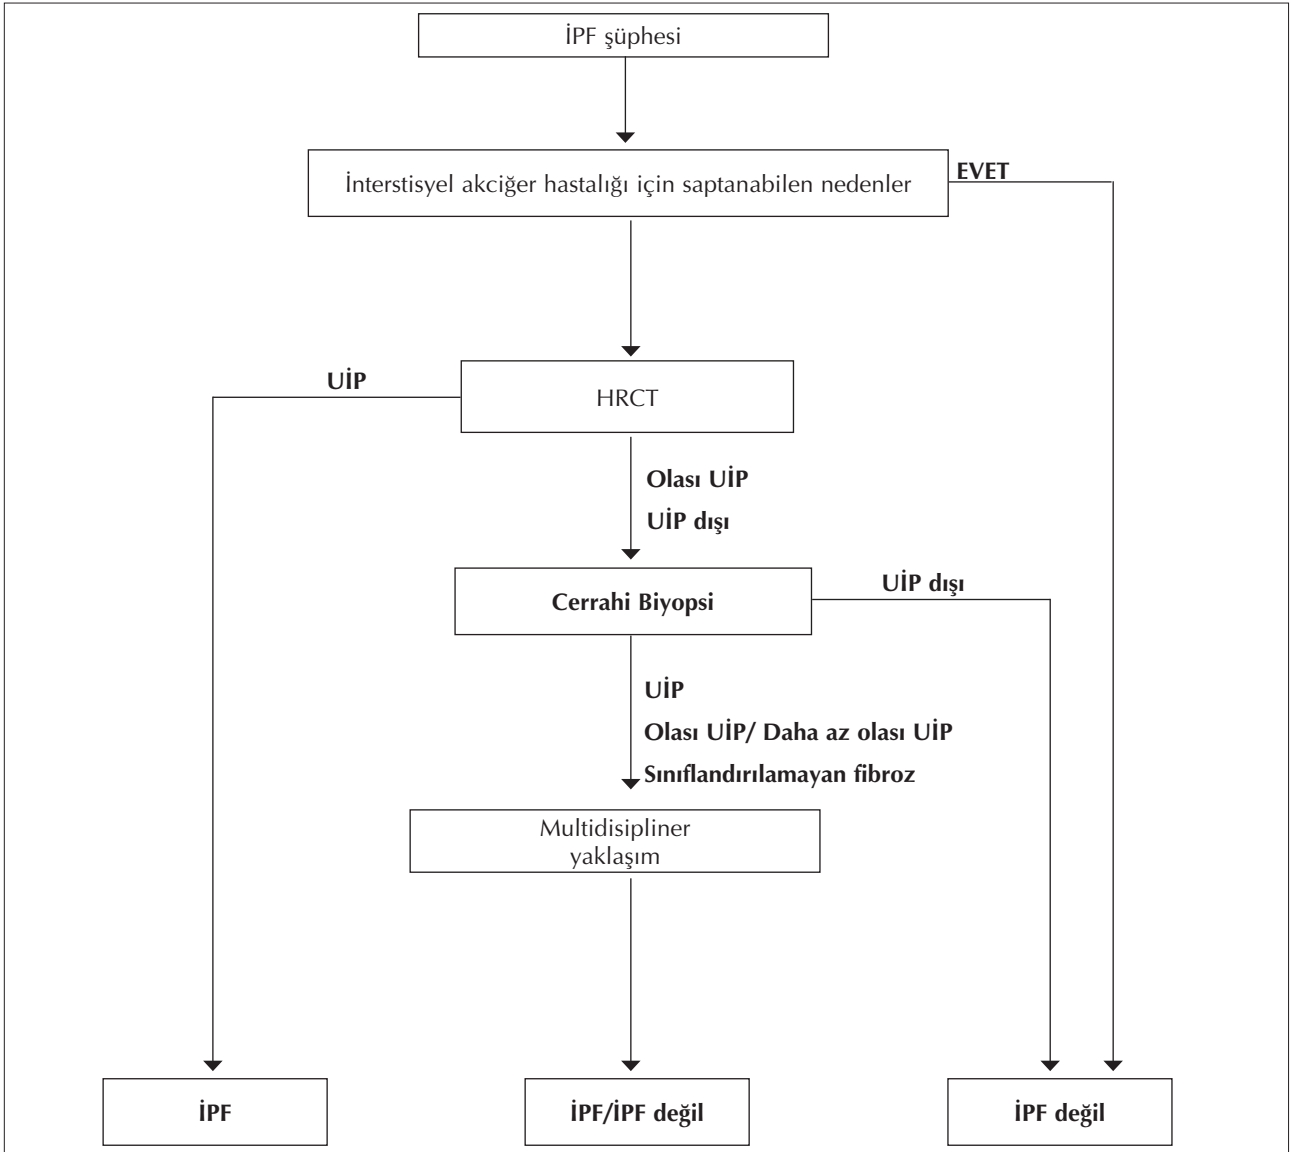 İPF şüphesi
İnterstisyel akciğer hastalığı için saptanabilen nedenler
EVET
UİP
HRCT
Olası UİP
UİP dışı
Cerrahi Biyopsi
UİP dışı
UİP
Olası UİP/ Daha az olası UİP
Sınıflandırılamayan fibroz
Multidisipliner
yaklaşım
İPF
İPF/İPF değil
İPF değil